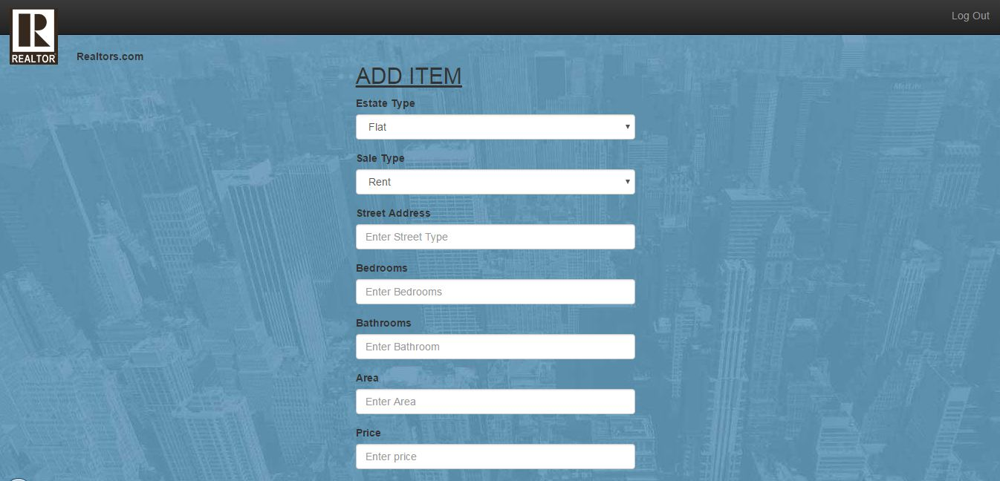 Log Out
R
REALTOR
Realtors.com
ADD ITEM
Estate Type
Flat
Sale Type
Rent
Street Address
Enter Street Type
Bedrooms
Enter Bedrooms
Bathrooms
Enter Bathroom
Area
Enter Area
Price
Enter price
MetLife